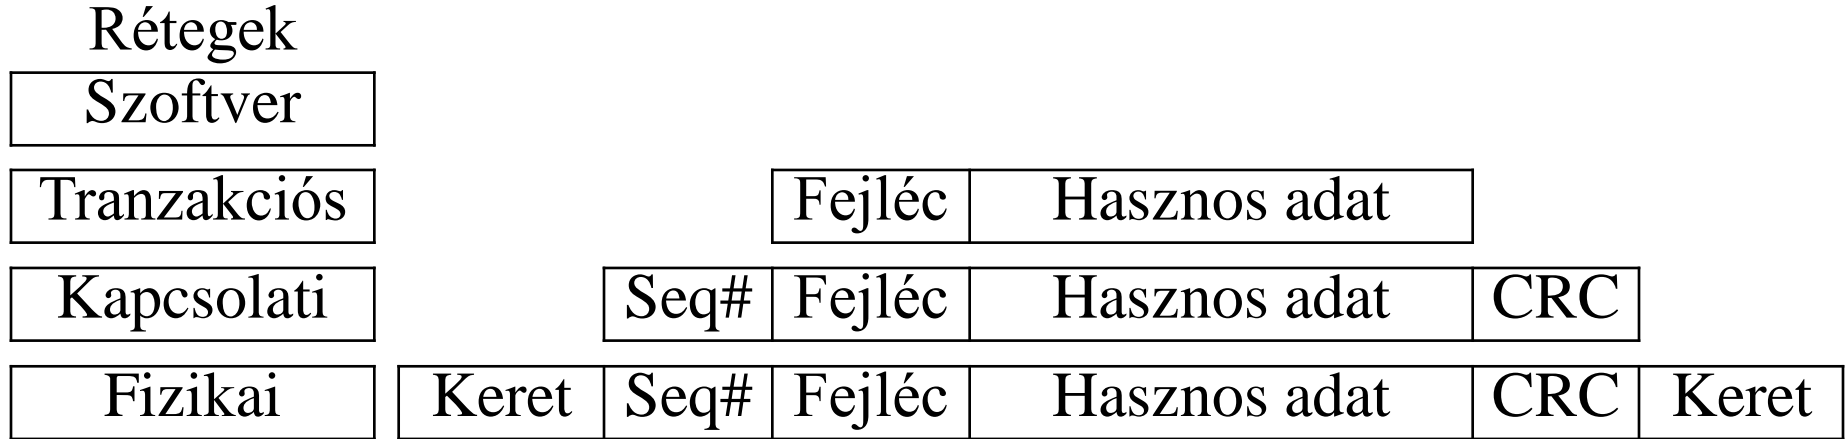 Rétegek
Szoftver
Tranzakciós Fejléc Hasznos adat
Kapcsolati Seq# Fejléc Hasznos adat CRC
Fizikai Keret Seq# Fejléc Hasznos adat CRC Keret